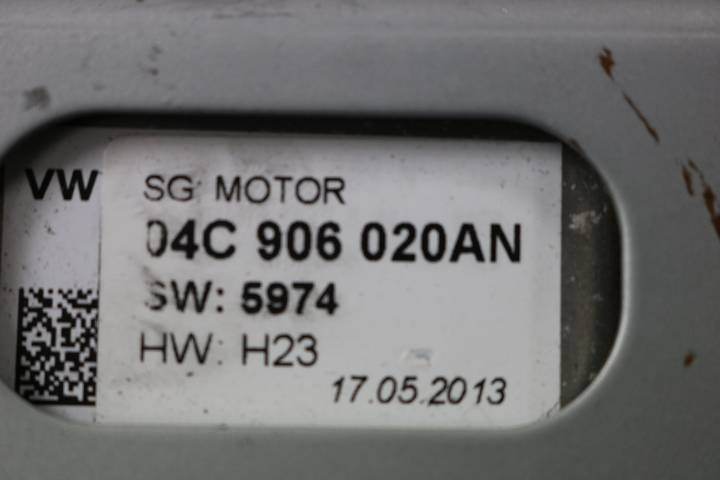 VW
SG MOTOR
04C 906 020AN
SW: 5974
HW: H23
17.05.2013